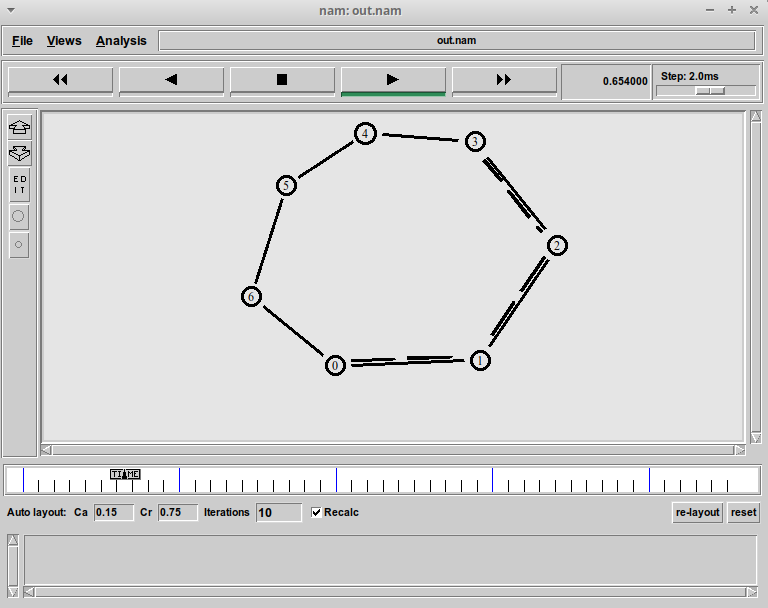 nam: out.nam
File Views Analysis out.nam
0.654000 Step: 2.0ms
4
3
5
E D
I T
2
6
0
1
TIME
Auto layout: Ca 0.15 Cr 0.75 Iterations 10 Recalc re-layout reset